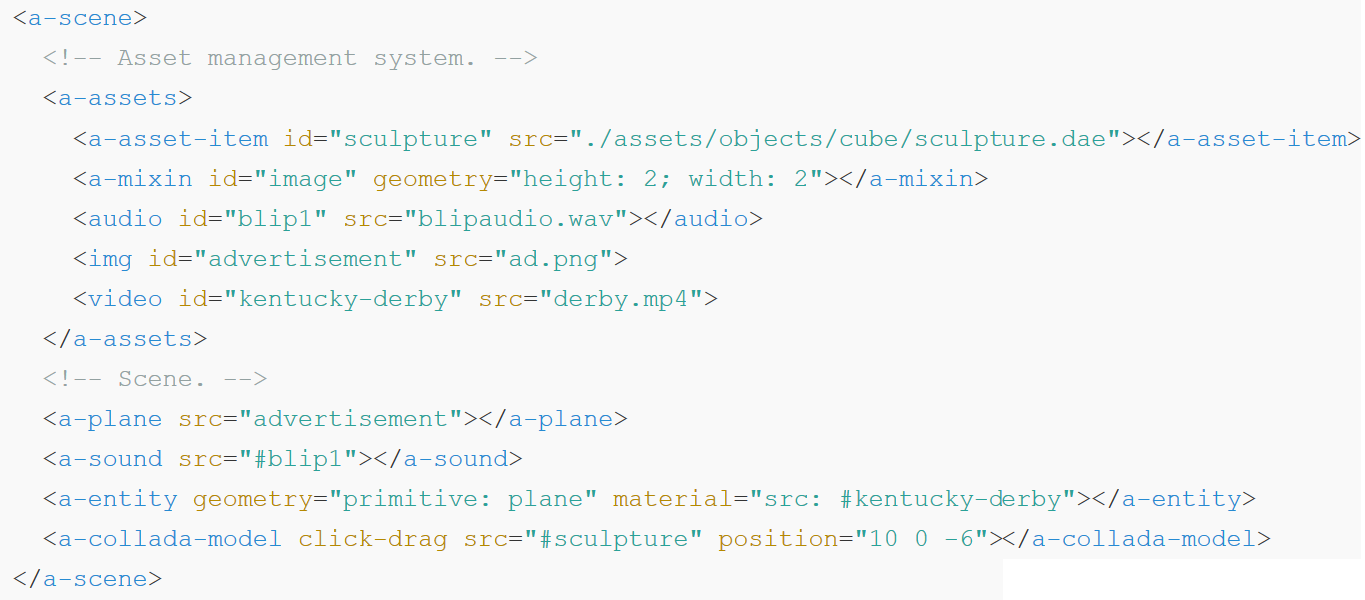 <a-scene>
<!-- Asset management system. -->
<a-assets>
<a-asset-item id="sculpture" src="./assets/objects/cube/sculpture.dae"></a-asset-item>
<a-mixin id="image" geometry="height: 2; width: 2"></a-mixin>
<audio id="blip1" src="blipaudio.wav"></audio>
<img id="advertisement" src="ad.png">
<video id="kentucky-derby" src="derby.mp4">
</a-assets>
<!-- Scene. -->
<a-plane src="advertisement"></a-plane>
<a-sound src="#blip1"></a-sound>
<a-entity geometry="primitive: plane" material="src: #kentucky-derby"></a-entity>
<a-collada-model click-drag src="#sculpture" position="10 0 -6"></a-collada-model>
</a-scene>